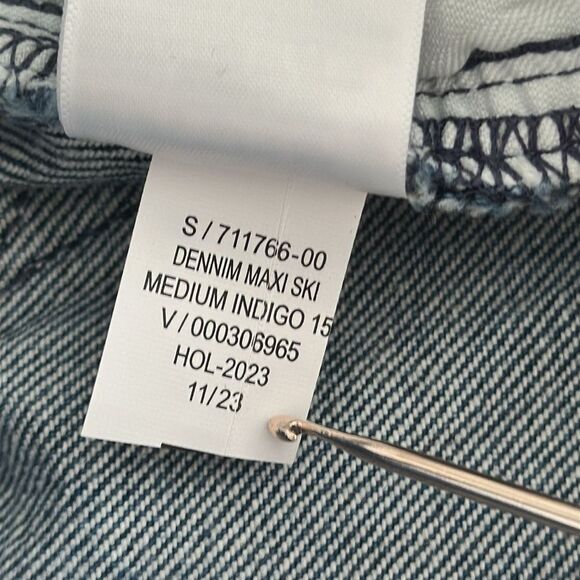 S / 711766-00
DENNIM MAXI SKI
MEDIUM INDIGO 15
V / 000306965
HOL-2023
11/23